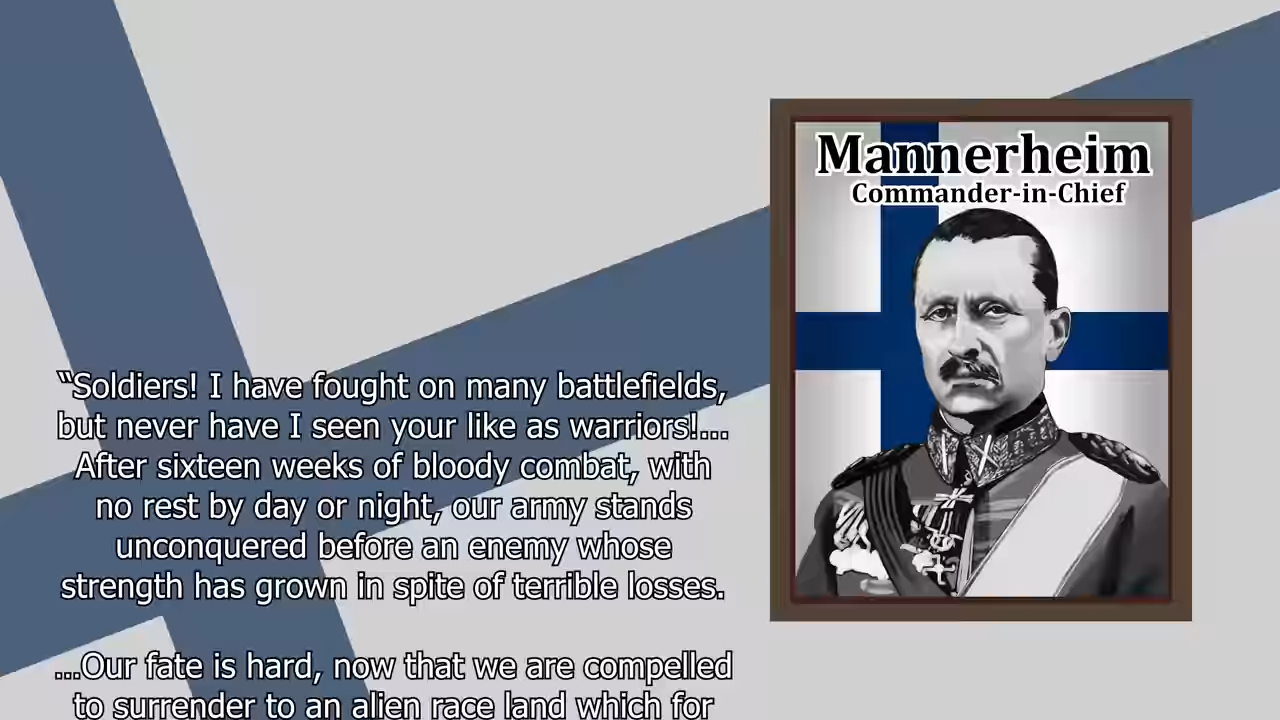 Mannerheim
Commander-in-Chief
“Soldiers! I have fought on many battlefields,
but never have I seen your like as warriors!...
After sixteen weeks of bloody combat, with
no rest by day or night, our army stands
unconquered before an enemy whose
strength has grown in spite of terrible losses.
...Our fate is hard, now that we are compelled
to surrender to an alien race land which for